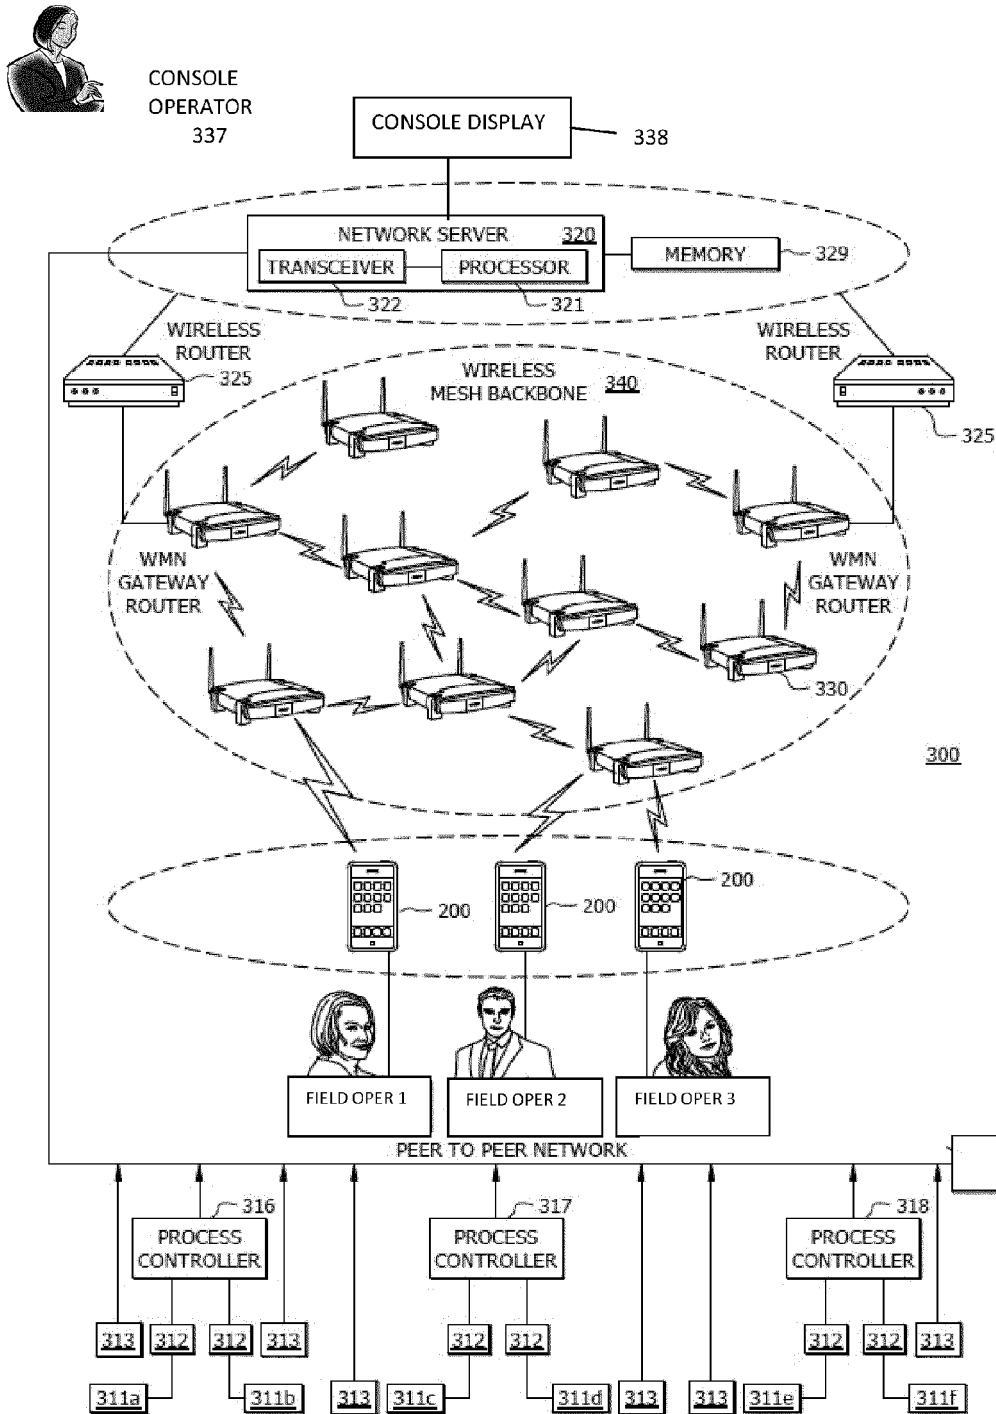 CONSOLE
OPERATOR
337
CONSOLE DISPLAY
338
NETWORK SERVER 320
TRANSCEIVER
PROCESSOR
MEMORY
329
322
321
WIRELESS
ROUTER
325
WIRELESS
ROUTER
325
WIRELESS
MESH BACKBONE 340
WMN
GATEWAY
ROUTER
WMN
GATEWAY
ROUTER
330
300
200
200
200
FIELD OPER 1
FIELD OPER 2
FIELD OPER 3
PEER TO PEER NETWORK
316
317
318
PROCESS
CONTROLLER
PROCESS
CONTROLLER
PROCESS
CONTROLLER
313 312 312 313 312 312 312 312 313
311a 311b 313 311c 311d 313 313 311e 311f